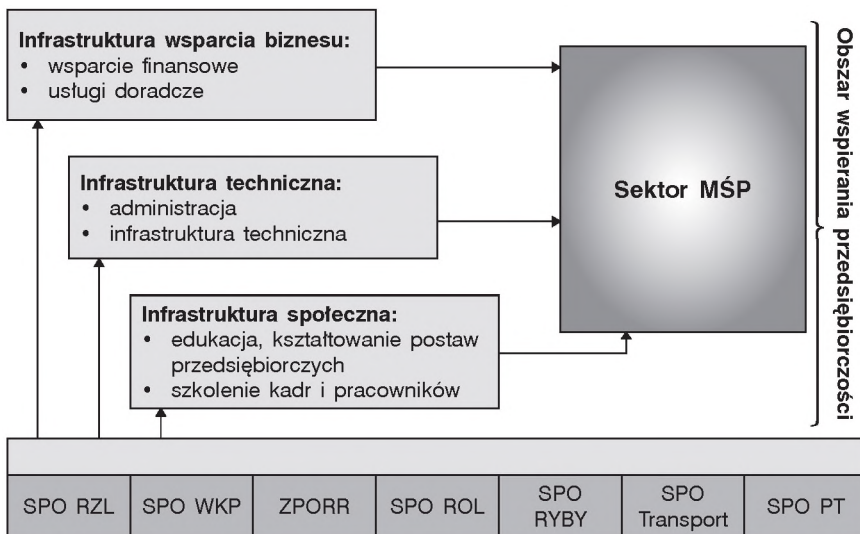 Infrastruktura wsparcia biznesu:
• wsparcie finansowe
• usługi doradcze
Infrastruktura techniczna:
• administracja
• infrastruktura techniczna
Infrastruktura społeczna:
• edukacja, kształtowanie postaw
przedsiębiorczych
• szkolenie kadr i pracowników
Sektor MŚP
Obszar wspierania przedsiębiorczości
SPO RZL
SPO WKP
ZPORR
SPO ROL
SPO
RYBY
SPO
Transport
SPO PT